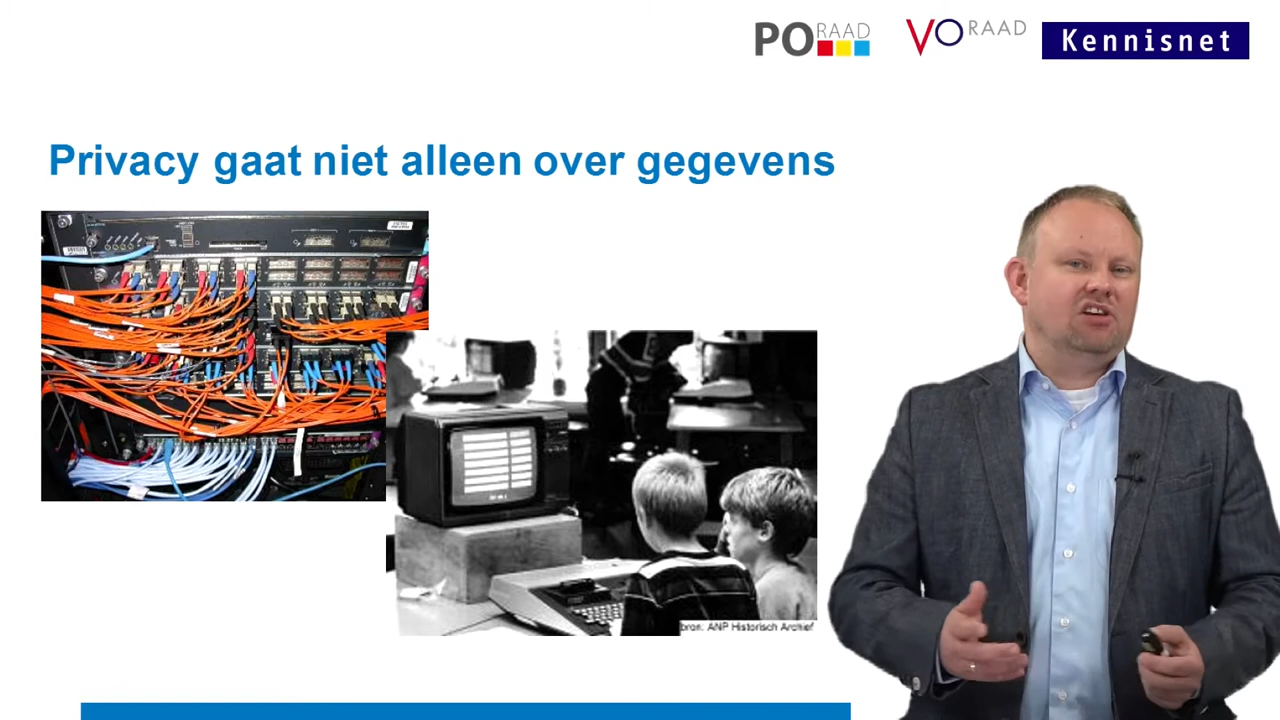 PO RAAD
VO RAAD
Kennisnet
Privacy gaat niet alleen over gegevens
bron: ANP Historisch Archief